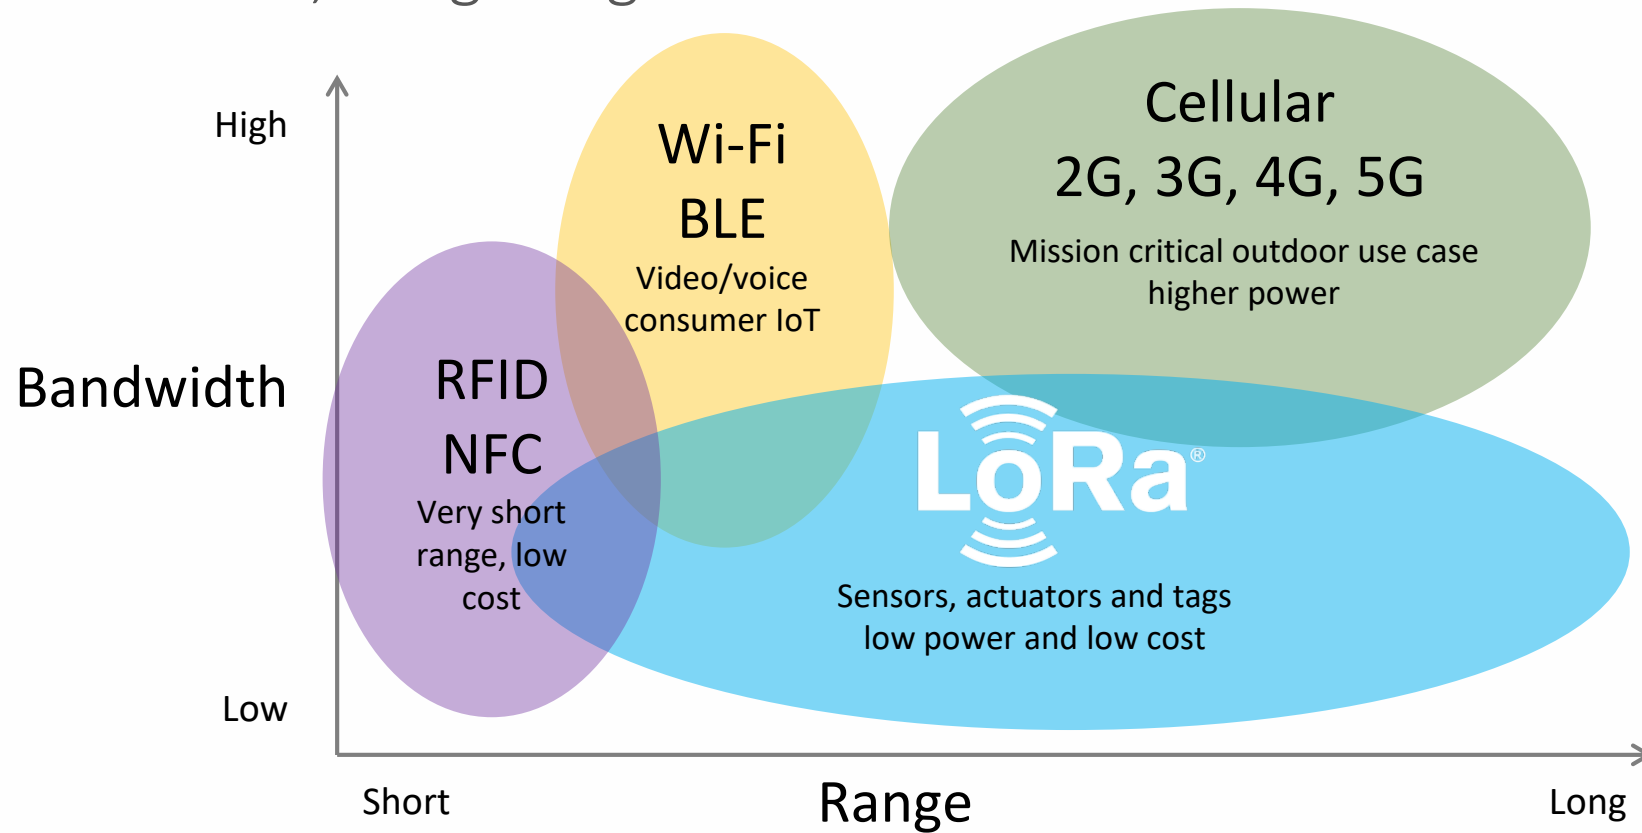 High
Bandwidth
Low
Wi-Fi
BLE
Video/voice
consumer IoT
Cellular
2G, 3G, 4G, 5G
Mission critical outdoor use case
higher power
RFID
NFC
Very short
range, low
cost
LoRa®
Sensors, actuators and tags
low power and low cost
Short
Range
Long